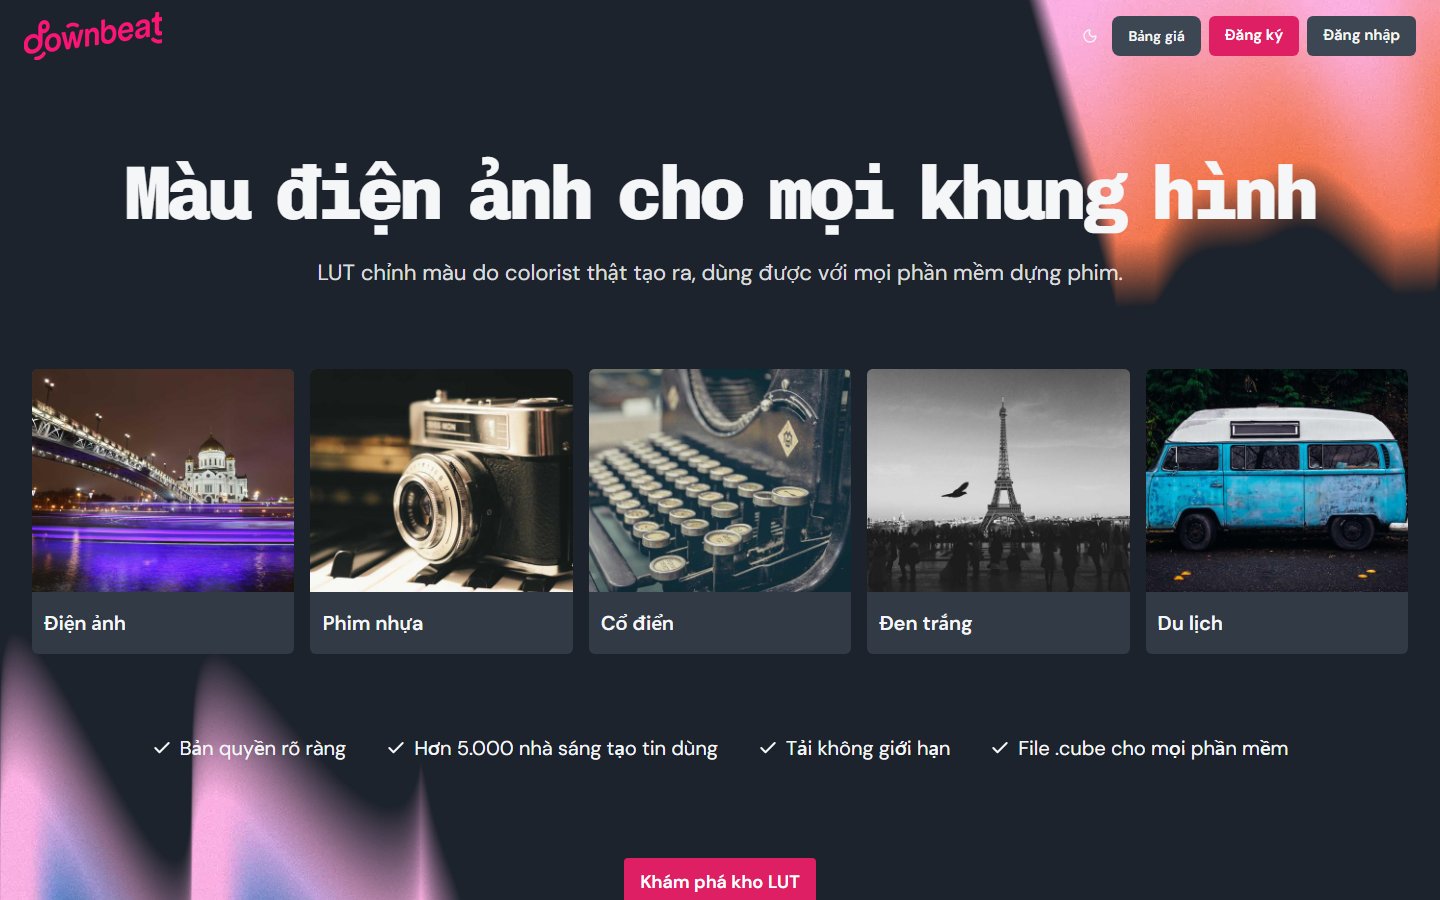 downbeat
Bảng giá
Đăng ký
Đăng nhập
Màu điện ảnh cho mọi khung hình
LUT chỉnh màu do colorist thật tạo ra, dùng được với mọi phần mềm dựng phim.
Điện ảnh
Phim nhựa
Cổ điển
Đen trắng
Du lịch
Bản quyền rõ ràng
Hơn 5.000 nhà sáng tạo tin dùng
Tải không giới hạn
File .cube cho mọi phần mềm
Khám phá kho LUT